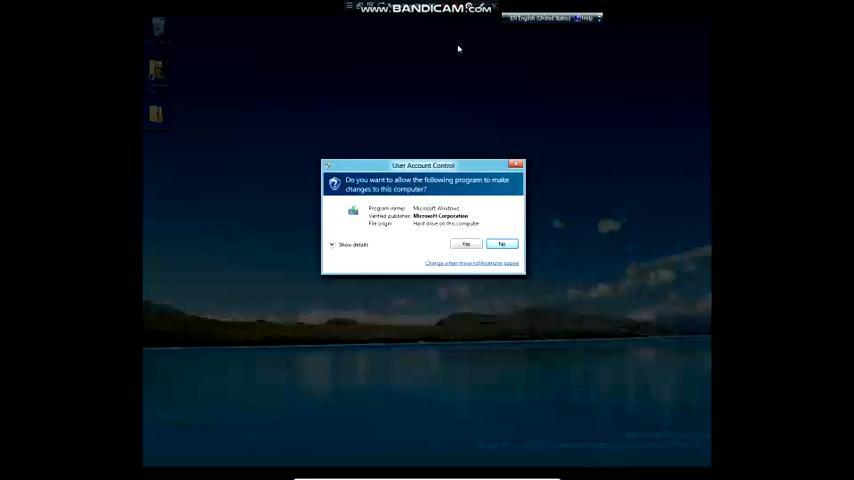 www.BANDICAM.com
EN English (United States) Help
User Account Control
Do you want to allow the following program to make
changes to this computer?
Program name: Microsoft Windows
Verified publisher: Microsoft Corporation
File origin: Hard drive on this computer
Show details
Yes
No
Change when these notifications appear